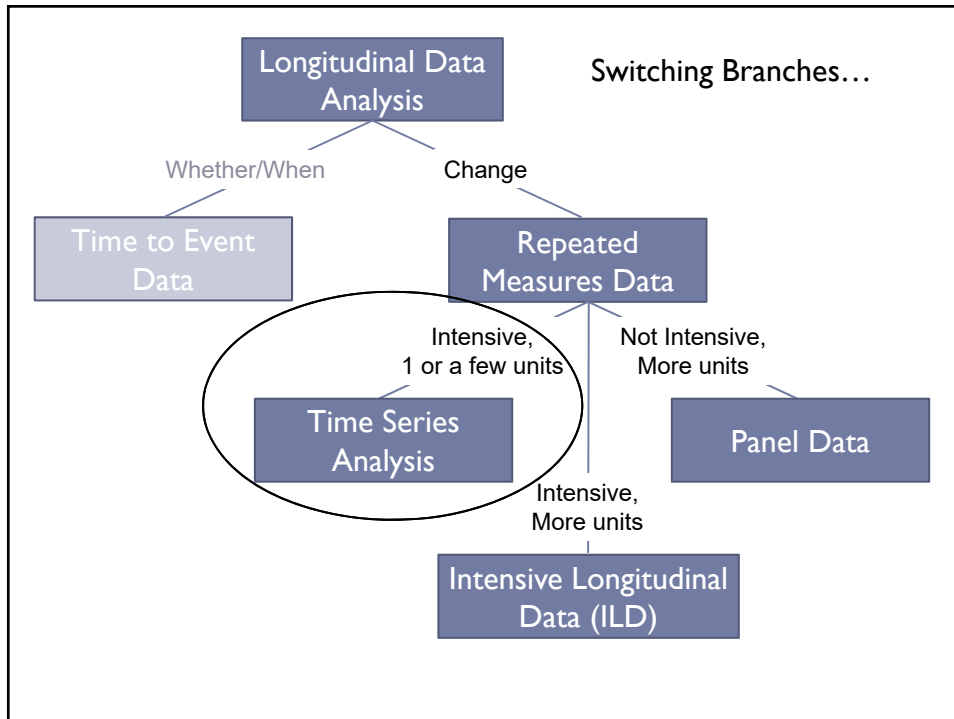 Longitudinal Data
Analysis
Switching Branches…
Whether/When
Change
Time to Event
Data
Repeated
Measures Data
Intensive,
1 or a few units
Not Intensive,
More units
Time Series
Analysis
Panel Data
Intensive,
More units
Intensive Longitudinal
Data (ILD)